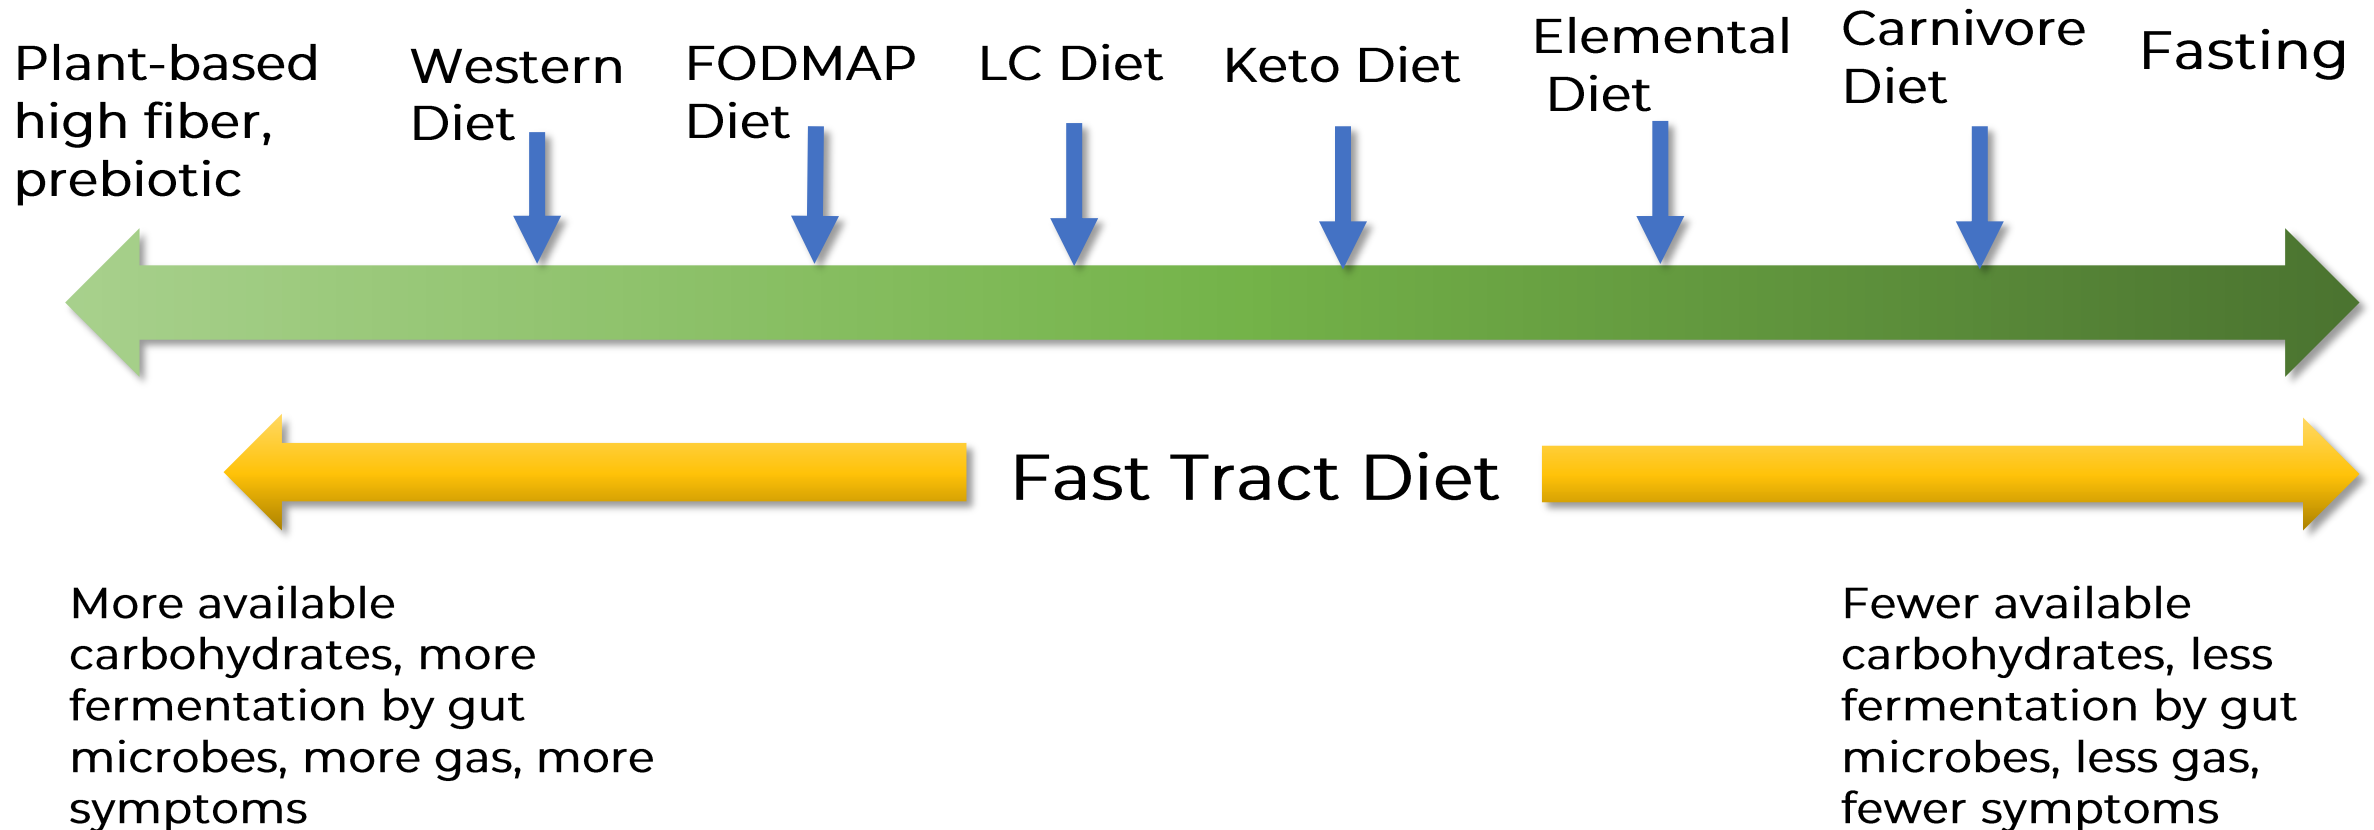 Plant-based
high fiber,
prebiotic
Western
Diet
FODMAP
Diet
LC Diet
Keto Diet
Elemental
Diet
Carnivore
Diet
Fasting
Fast Tract Diet
More available
carbohydrates, more
fermentation by gut
microbes, more gas, more
symptoms
Fewer available
carbohydrates, less
fermentation by gut
microbes, less gas,
fewer symptoms